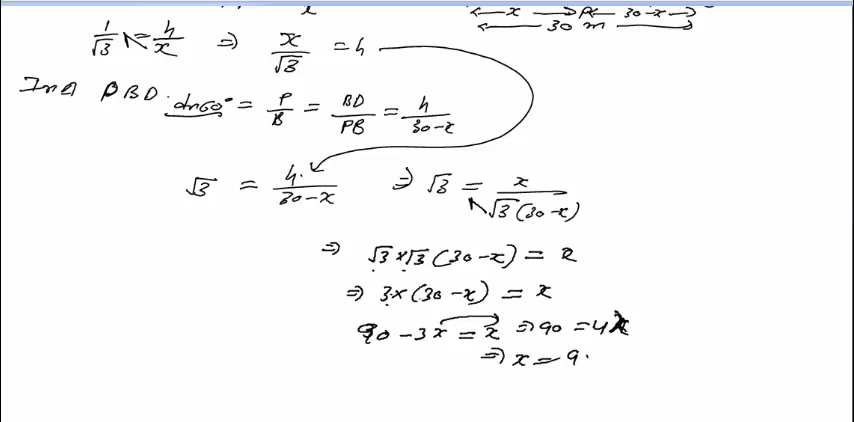 x 30-x
30 m
1/√3 = h/x ⇒ x/√3 = h
In Δ PBD. tan60° = P/B = BD/PB = h/30-x
√3 = h/30-x ⇒ √3 = x/√3(30-x)
⇒ √3×√3(30-x) = x
⇒ 3×(30-x) = x
90-3x = x ⇒ 90 = 4x
⇒ x = 9.